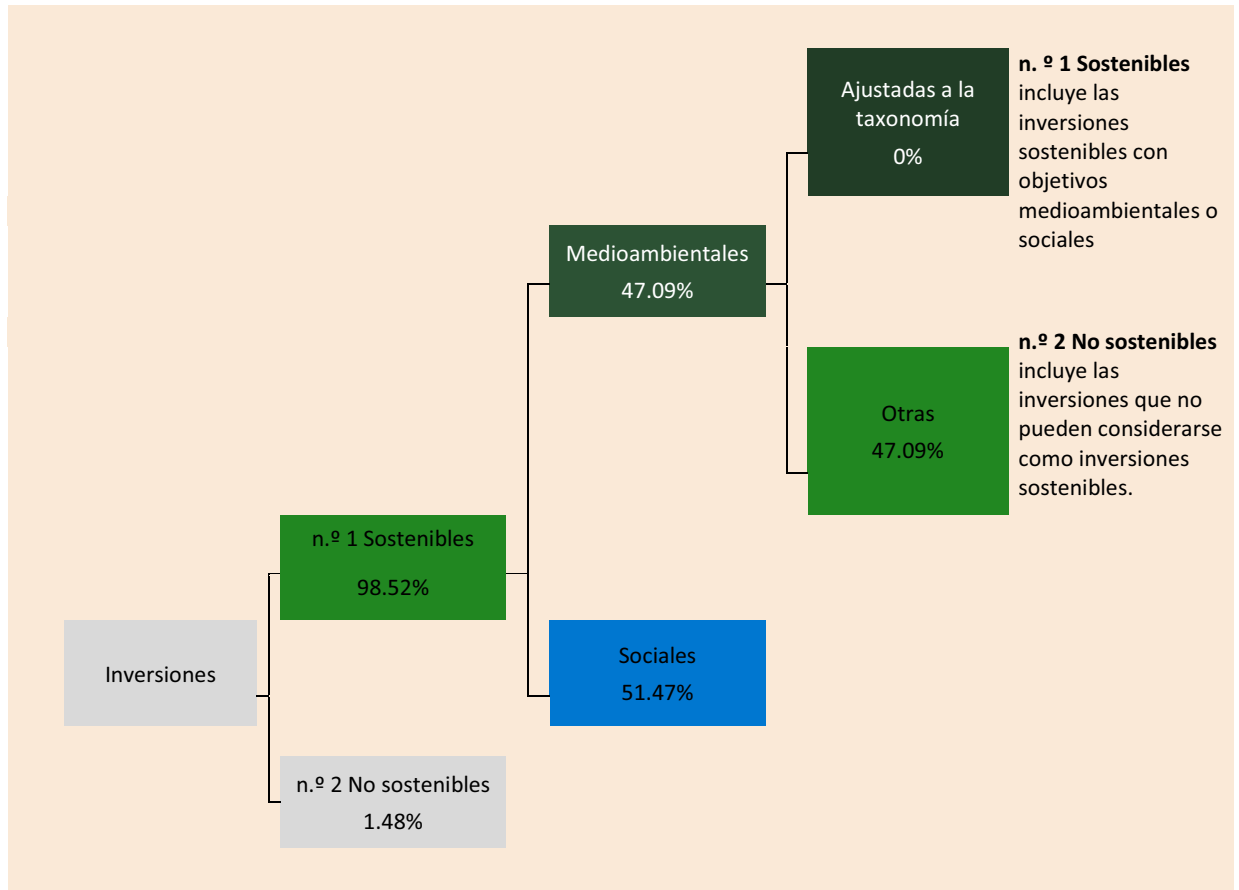 Ajustadas a la
taxonomía
0%
n. º 1 Sostenibles
incluye las
inversiones
sostenibles con
objetivos
medioambientales o
sociales
Medioambientales
47.09%
n.º 2 No sostenibles
incluye las
inversiones que no
pueden considerarse
como inversiones
sostenibles.
Otras
47.09%
n.º 1 Sostenibles
98.52%
Inversiones
Sociales
51.47%
n.º 2 No sostenibles
1.48%